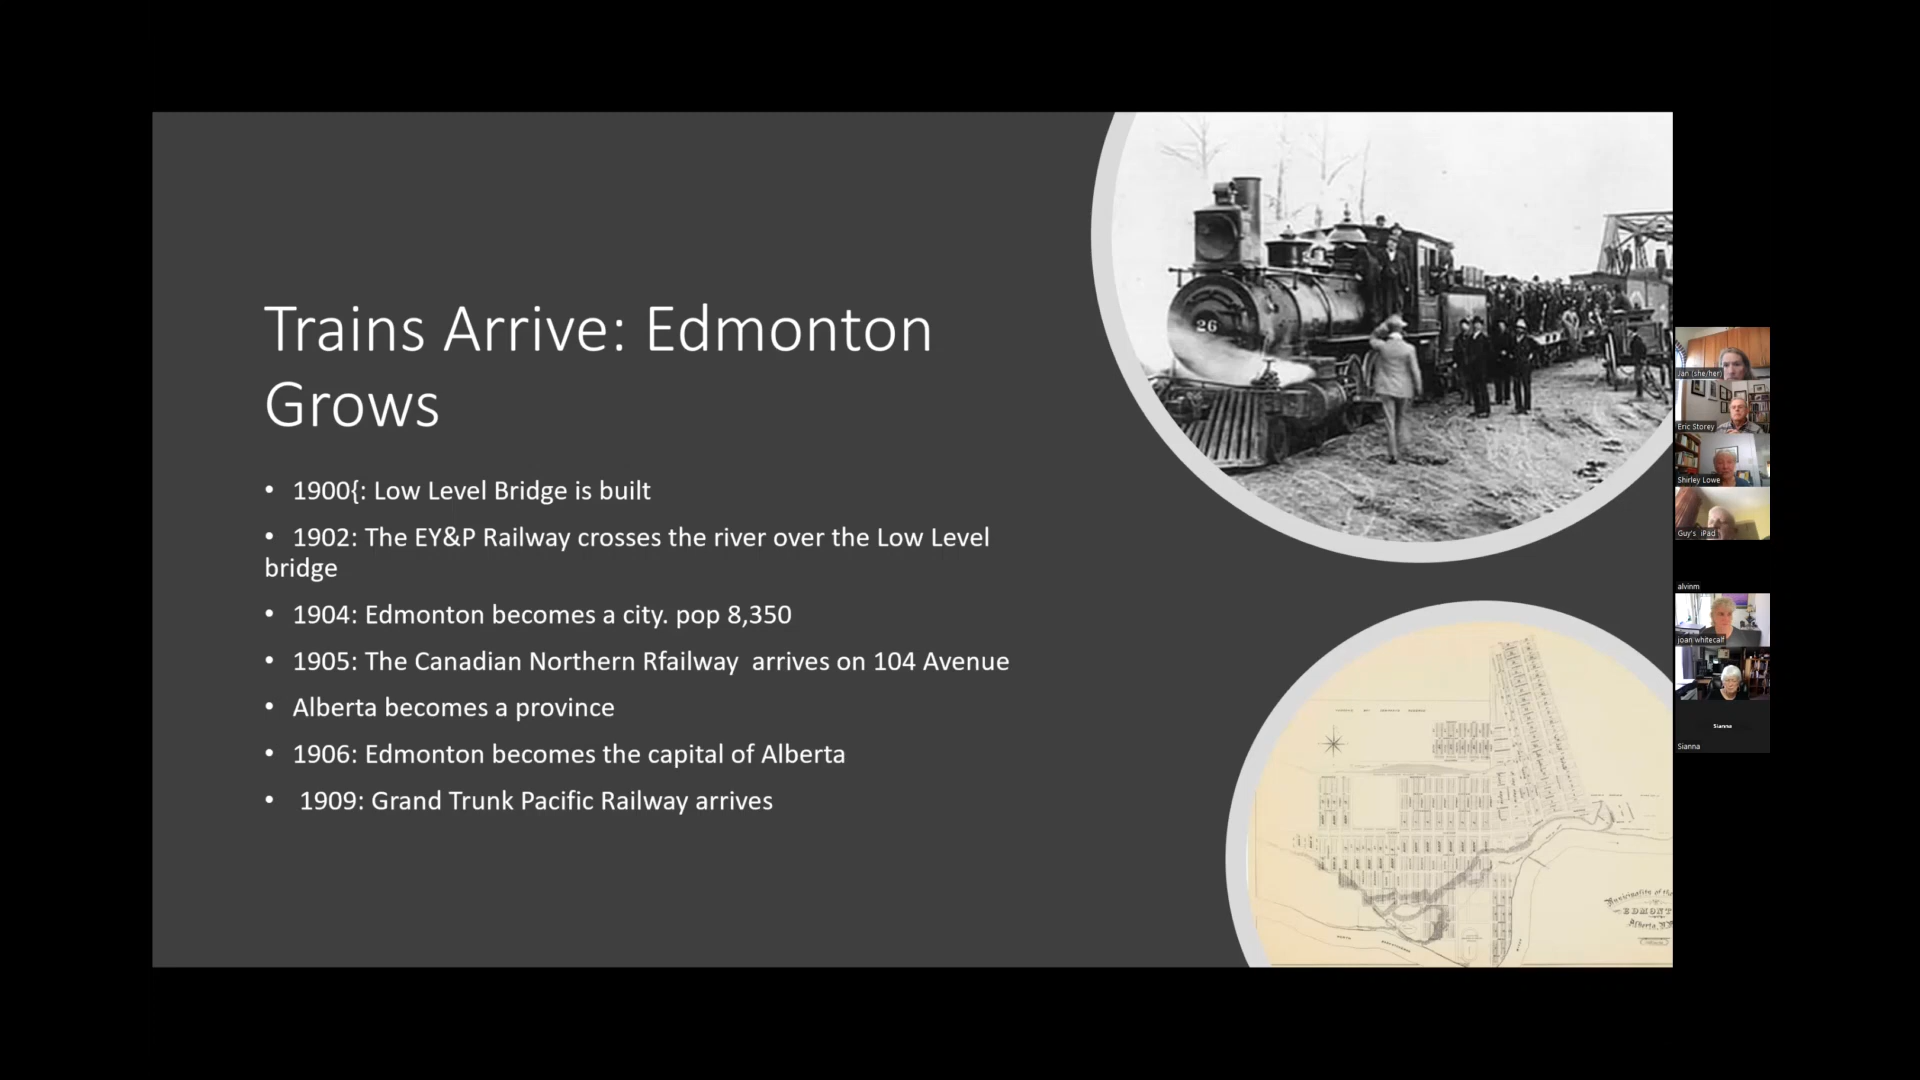 Trains Arrive: Edmonton
Grows
• 1900{: Low Level Bridge is built
• 1902: The EY&P Railway crosses the river over the Low Level
bridge
• 1904: Edmonton becomes a city. pop 8,350
• 1905: The Canadian Northern Rfailway  arrives on 104 Avenue
• Alberta becomes a province
• 1906: Edmonton becomes the capital of Alberta
• 1909: Grand Trunk Pacific Railway arrives
26
EDMONT
Alberta
Jan (she/her)
Eric Storey
Shirley Lowe
Guy's iPad
alvinm
joan whitecalf
Sianna
Sianna